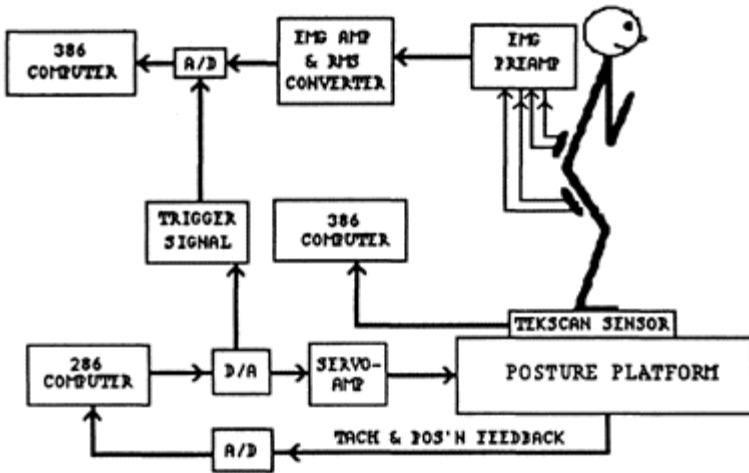 386
COMPUTER
A/D
EMG AMP
& RMS
CONVERTER
EMG
PREAMP
TRIGGER
SIGNAL
386
COMPUTER
TEKSCAN SENSOR
286
COMPUTER
D/A
SERVO-
AMP
POSTURE PLATFORM
A/D
TACH & POS'N FEEDBACK